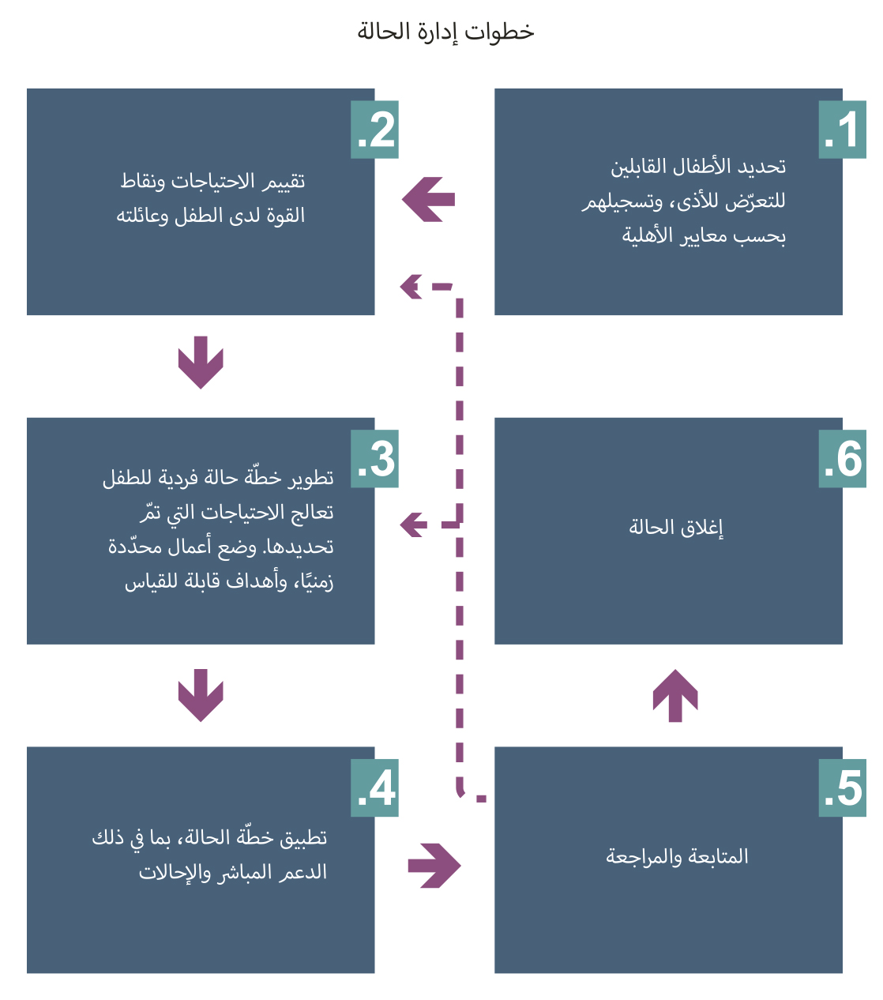 خطوات إدارة الحالة
.1
تحديد الأطفال القابلين
للتعرّض للأذى، وتسجيلهم
بحسب معايير الأهلية
.2
تقييم الاحتياجات ونقاط
القوة لدى الطفل وعائلته
.3
تطوير خطّة حالة فردية للطفل
تعالج الاحتياجات التي تمّ
تحديدها. وضع أعمال محدّدة
زمنيًا، وأهداف قابلة للقياس
.4
تطبيق خطّة الحالة، بما في ذلك
الدعم المباشر والإحالات
.5
المتابعة والمراجعة
.6
إغلاق الحالة